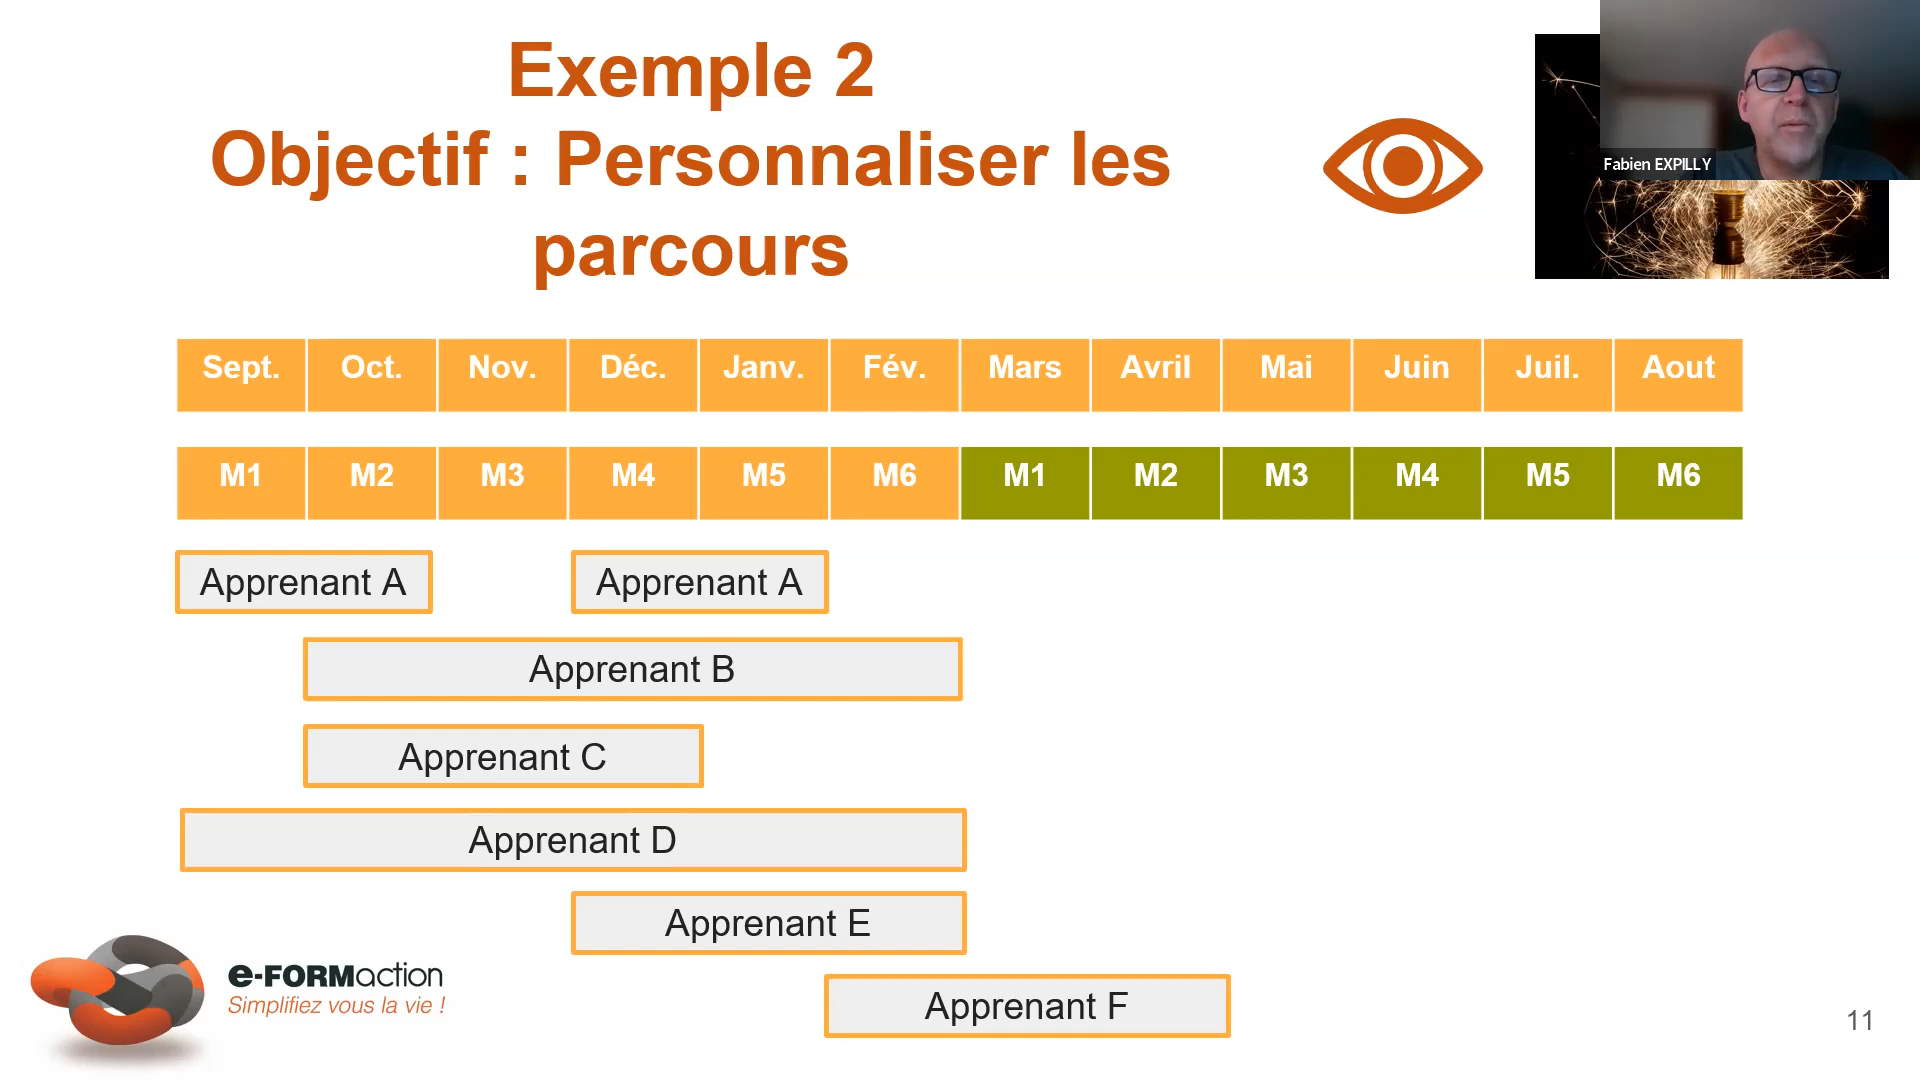 Exemple 2
Objectif : Personnaliser les
parcours
Fabien EXPILLY
Sept. Oct. Nov. Déc. Janv. Fév. Mars Avril Mai Juin Juil. Aout
M1 M2 M3 M4 M5 M6 M1 M2 M3 M4 M5 M6
Apprenant A Apprenant A
Apprenant B
Apprenant C
Apprenant D
Apprenant E
Apprenant F
e-FORMaction
Simplifiez vous la vie !
11